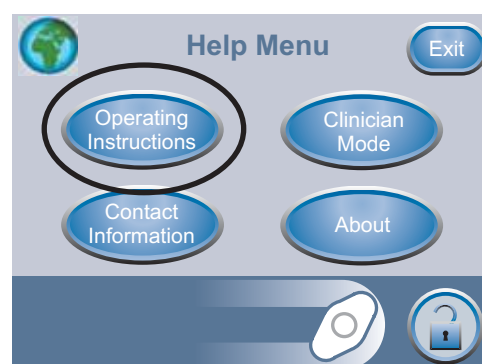 Help Menu
Exit
Operating
Instructions
Clinician
Mode
Contact
Information
About